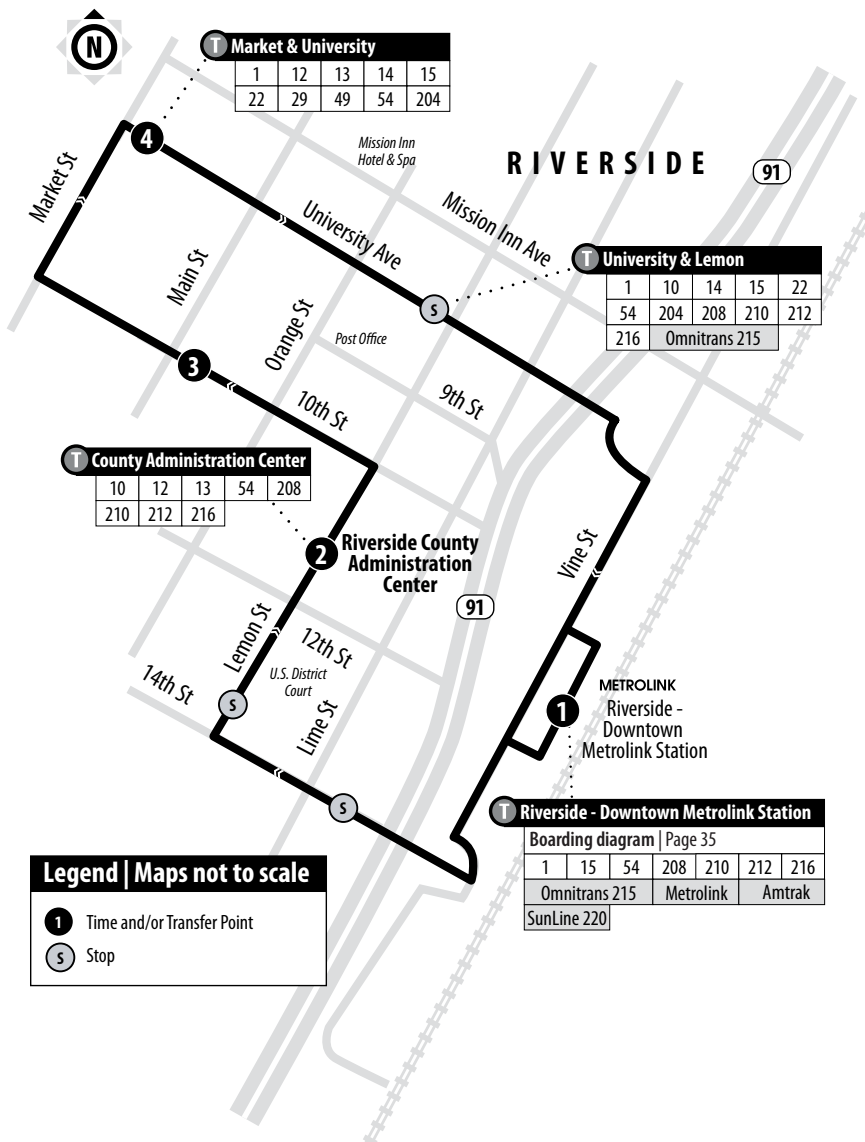 N
T Market & University
1 12 13 14 15
22 29 49 54 204
4
Mission Inn
Hotel & Spa
RIVERSIDE
91
Market St
University Ave
Mission Inn Ave
T University & Lemon
1 10 14 15 22
54 204 208 210 212
216 Omnitrans 215
Main St
S
Orange St
Post Office
3
10th St
9th St
T County Administration Center
10 12 13 54 208
210 212 216
2
Riverside County
Administration
Center
Vine St
91
Lemon St
12th St
U.S. District
Court
14th St
S
Lime St
METROLINK
1
Riverside -
Downtown
Metrolink Station
S
T Riverside - Downtown Metrolink Station
Boarding diagram | Page 35
1 15 54 208 210 212 216
Omnitrans 215 Metrolink Amtrak
SunLine 220
Legend | Maps not to scale
1 Time and/or Transfer Point
S Stop